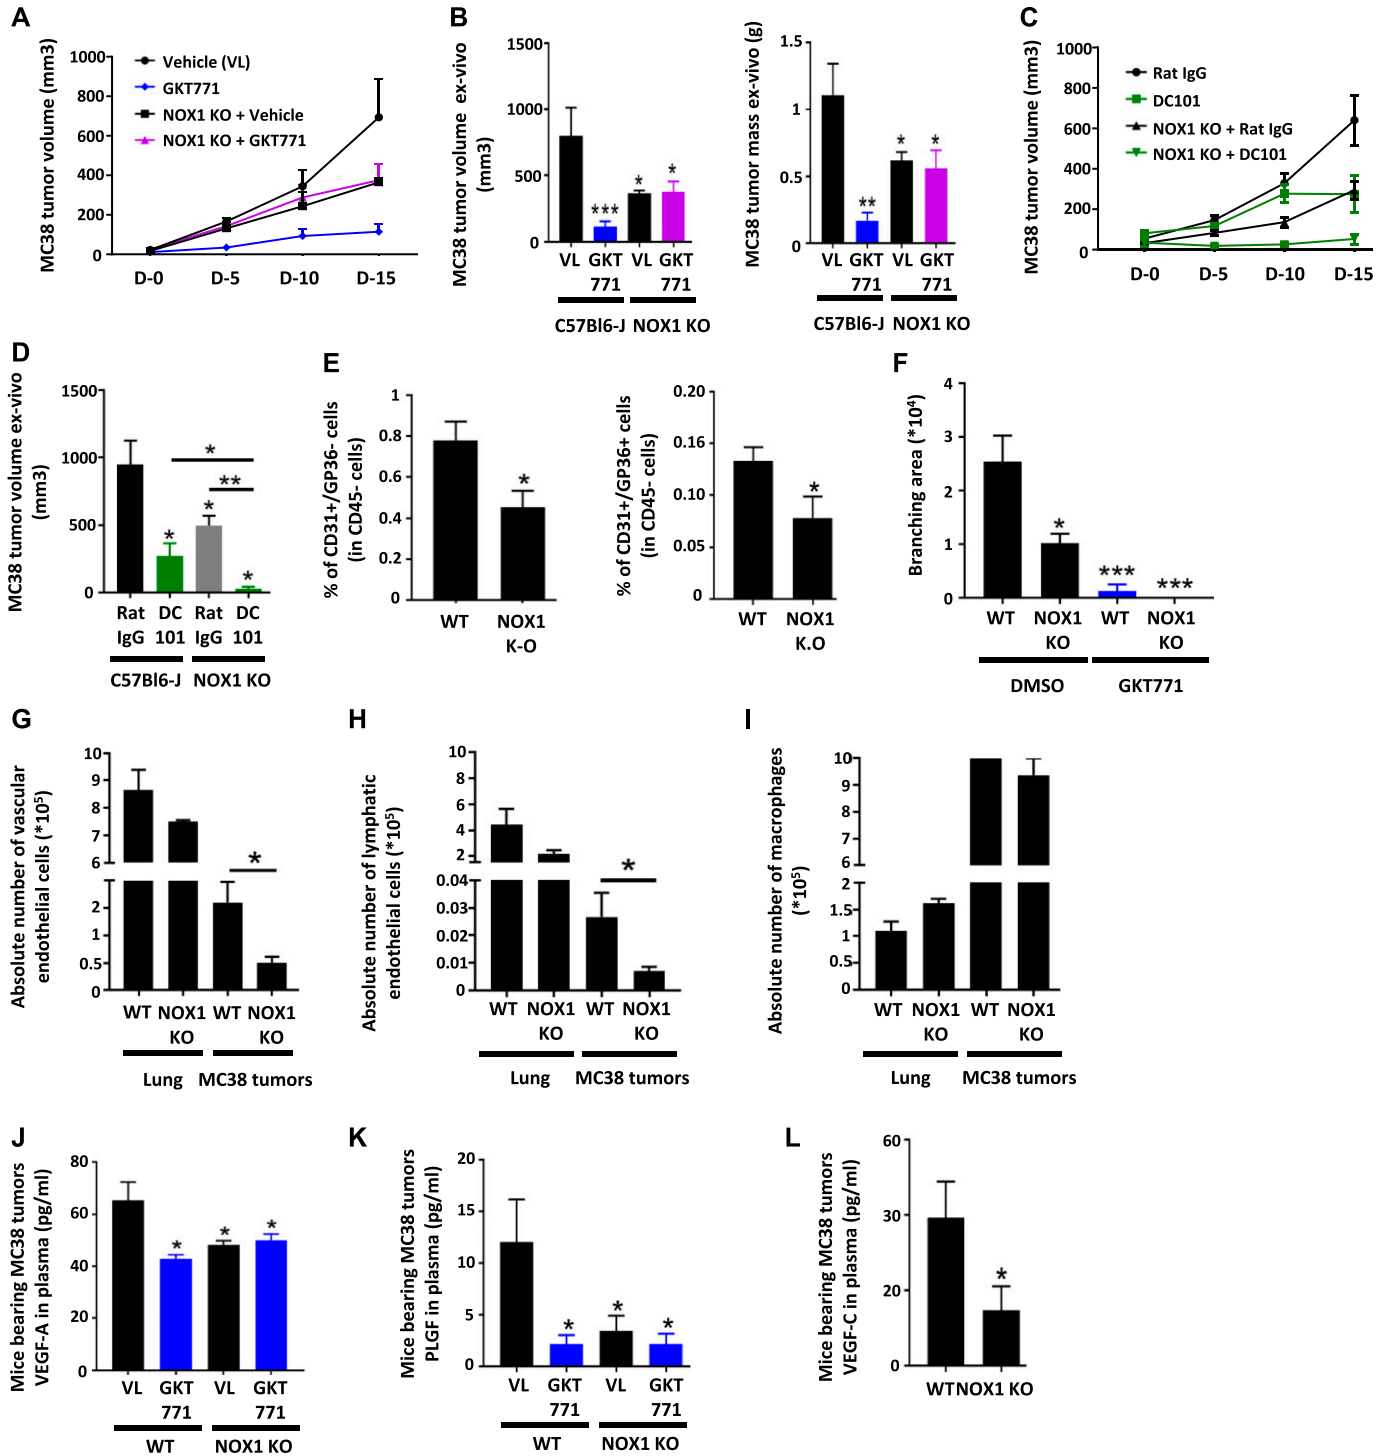 A
MC38 tumor volume (mm3)
1000
800
600
400
200
0
Vehicle (VL)
GKT771
NOX1 KO + Vehicle
NOX1 KO + GKT771
D-0 D-5 D-10 D-15
B
MC38 tumor volume ex-vivo
(mm3)
1500
1000
500
0
***
*
*
VL GKT VL GKT
771 771
C57Bl6-J NOX1 KO
MC38 tumor mass ex-vivo (g)
1.5
1
0.5
0
**
*
*
VL GKT VL GKT
771 771
C57Bl6-J NOX1 KO
C
MC38 tumor volume (mm3)
1000
800
600
400
200
0
Rat IgG
DC101
NOX1 KO + Rat IgG
NOX1 KO + DC101
D-0 D-5 D-10 D-15
D
MC38 tumor volume ex-vivo
(mm3)
1500
1000
500
0
*
**
*
*
*
Rat DC Rat DC
IgG 101 IgG 101
C57Bl6-J NOX1 KO
E
% of CD31+/GP36- cells
(in CD45- cells)
1
0.8
0.6
0.4
0.2
0
*
WT NOX1
K-O
% of CD31+/GP36+ cells
(in CD45- cells)
0.20
0.16
0.10
0.05
0
*
WT NOX1
K.O
F
Branching area (*10⁴)
4
3
2
1
0
*
***
***
WT NOX1 WT NOX1
KO KO
DMSO GKT771
G
Absolute number of vascular
endothelial cells (*10⁵)
10
9
8
7
6
2
1
0.5
0
*
WT NOX1 WT NOX1
KO KO
Lung MC38 tumors
H
Absolute number of lymphatic
endothelial cells (*10⁵)
10
8
6
4
2
0.04
0.03
0.02
0.01
0
*
WT NOX1 WT NOX1
KO KO
Lung MC38 tumors
I
Absolute number of macrophages
(*10⁵)
10
9
8
7
6
2
1.5
1
0.5
0
WT NOX1 WT NOX1
KO KO
Lung MC38 tumors
J
Mice bearing MC38 tumors
VEGF-A in plasma (pg/ml)
80
60
40
20
0
*
*
*
VL GKT VL GKT
771 771
WT NOX1 KO
K
Mice bearing MC38 tumors
PLGF in plasma (pg/ml)
20
15
10
5
0
*
*
*
VL GKT VL GKT
771 771
WT NOX1 KO
L
Mice bearing MC38 tumors
VEGF-C in plasma (pg/ml)
60
30
20
0
*
WT NOX1 KO